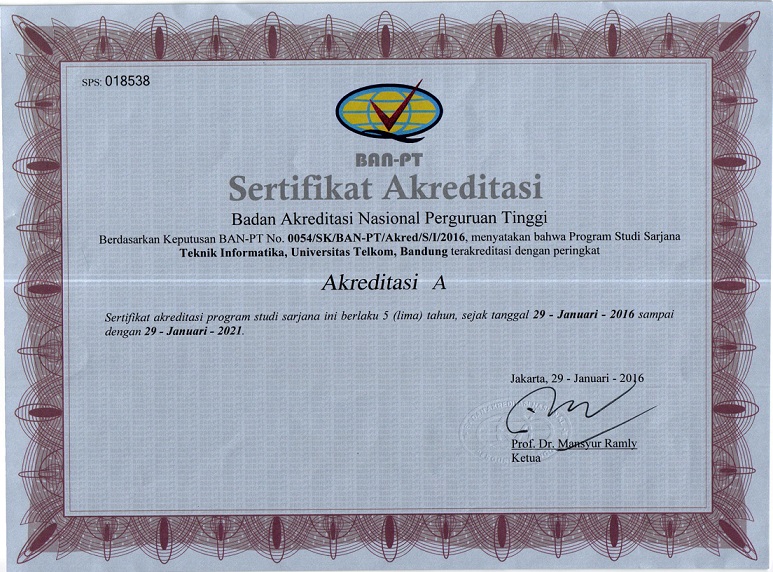 SPS: 018538
BAN-PT
Sertifikat Akreditasi
Badan Akreditasi Nasional Perguruan Tinggi
Berdasarkan Keputusan BAN-PT No. 0054/SK/BAN-PT/Akred/S/I/2016, menyatakan bahwa Program Studi Sarjana
Teknik Informatika, Universitas Telkom, Bandung terakreditasi dengan peringkat
Akreditasi A
Sertifikat akreditasi program studi sarjana ini berlaku 5 (lima) tahun, sejak tanggal 29 - Januari - 2016 sampai
dengan 29 - Januari - 2021.
Jakarta, 29 - Januari - 2016
Prof. Dr. Mansyur Ramly
Ketua